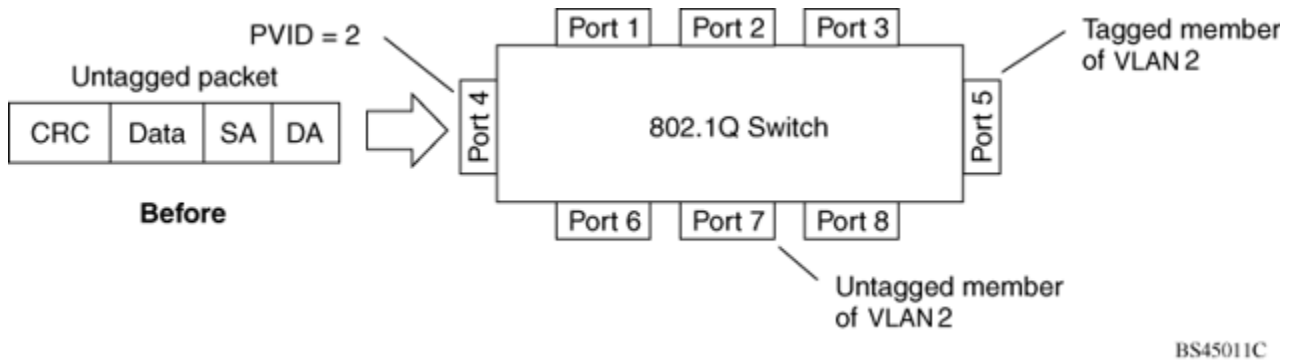 PVID = 2
Port 1
Port 2
Port 3
Tagged member
of VLAN 2
Untagged packet
CRC
Data
SA
DA
Port 4
802.1Q Switch
Port 5
Before
Port 6
Port 7
Port 8
Untagged member
of VLAN 2
BS45011C